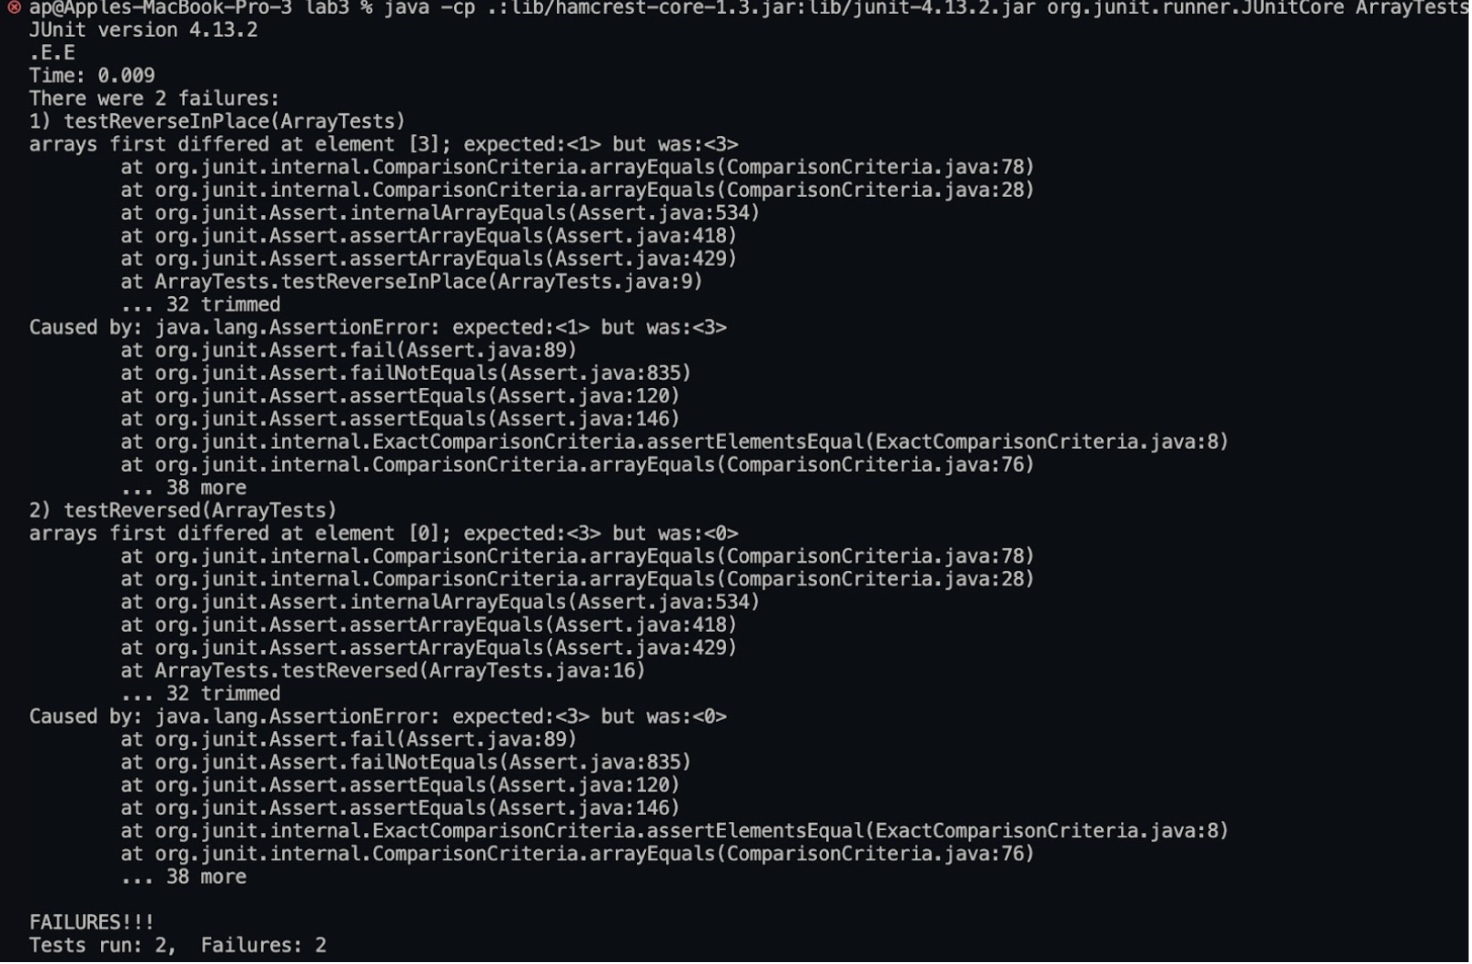 ap@Apples-MacBook-Pro-3 lab3 % java -cp .:lib/hamcrest-core-1.3.jar:lib/junit-4.13.2.jar org.junit.runner.JUnitCore ArrayTests
JUnit version 4.13.2
.E.E
Time: 0.009
There were 2 failures:
1) testReverseInPlace(ArrayTests)
arrays first differed at element [3]; expected:<1> but was:<3>
        at org.junit.internal.ComparisonCriteria.arrayEquals(ComparisonCriteria.java:78)
        at org.junit.internal.ComparisonCriteria.arrayEquals(ComparisonCriteria.java:28)
        at org.junit.Assert.internalArrayEquals(Assert.java:534)
        at org.junit.Assert.assertArrayEquals(Assert.java:418)
        at org.junit.Assert.assertArrayEquals(Assert.java:429)
        at ArrayTests.testReverseInPlace(ArrayTests.java:9)
        ... 32 trimmed
Caused by: java.lang.AssertionError: expected:<1> but was:<3>
        at org.junit.Assert.fail(Assert.java:89)
        at org.junit.Assert.failNotEquals(Assert.java:835)
        at org.junit.Assert.assertEquals(Assert.java:120)
        at org.junit.Assert.assertEquals(Assert.java:146)
        at org.junit.internal.ExactComparisonCriteria.assertElementsEqual(ExactComparisonCriteria.java:8)
        at org.junit.internal.ComparisonCriteria.arrayEquals(ComparisonCriteria.java:76)
        ... 38 more
2) testReversed(ArrayTests)
arrays first differed at element [0]; expected:<3> but was:<0>
        at org.junit.internal.ComparisonCriteria.arrayEquals(ComparisonCriteria.java:78)
        at org.junit.internal.ComparisonCriteria.arrayEquals(ComparisonCriteria.java:28)
        at org.junit.Assert.internalArrayEquals(Assert.java:534)
        at org.junit.Assert.assertArrayEquals(Assert.java:418)
        at org.junit.Assert.assertArrayEquals(Assert.java:429)
        at ArrayTests.testReversed(ArrayTests.java:16)
        ... 32 trimmed
Caused by: java.lang.AssertionError: expected:<3> but was:<0>
        at org.junit.Assert.fail(Assert.java:89)
        at org.junit.Assert.failNotEquals(Assert.java:835)
        at org.junit.Assert.assertEquals(Assert.java:120)
        at org.junit.Assert.assertEquals(Assert.java:146)
        at org.junit.internal.ExactComparisonCriteria.assertElementsEqual(ExactComparisonCriteria.java:8)
        at org.junit.internal.ComparisonCriteria.arrayEquals(ComparisonCriteria.java:76)
        ... 38 more
FAILURES!!!
Tests run: 2,  Failures: 2